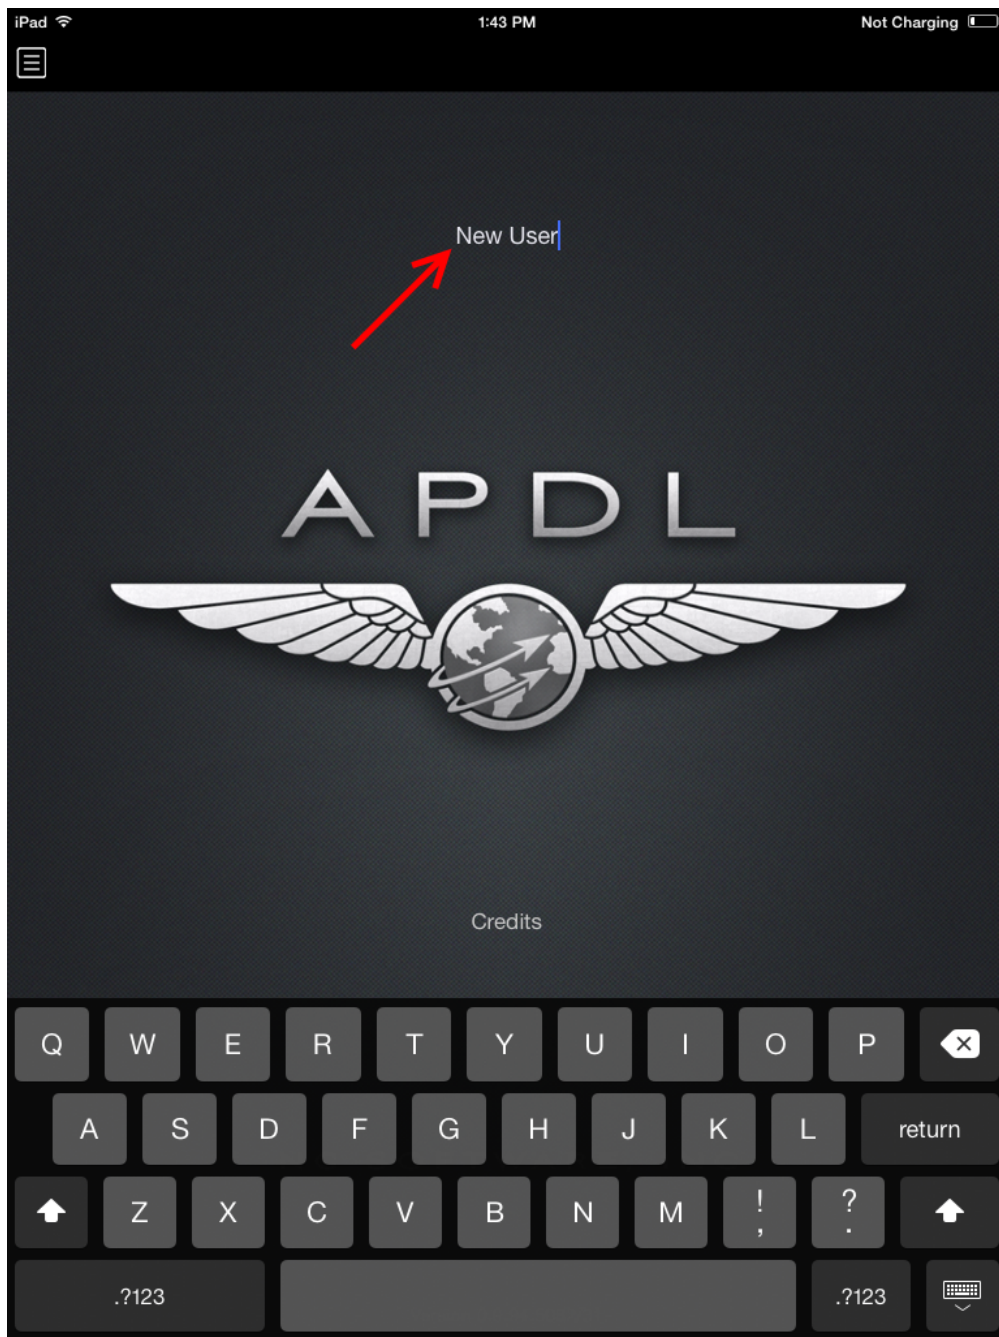 iPad 1:43 PM Not Charging
New User
APDL
Credits
Q W E R T Y U I O P
A S D F G H J K L return
Z X C V B N M ! , ? .
.?123 .?123